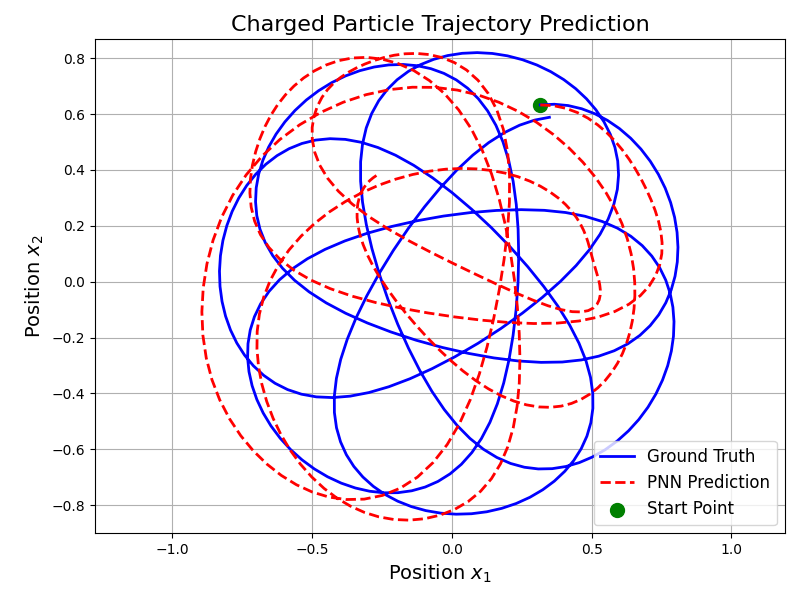 Charged Particle Trajectory Prediction
0.8
0.6
0.4
0.2
0.0
−0.2
−0.4
−0.6
−0.8
Position x₂
Ground Truth
PNN Prediction
Start Point
−1.0 −0.5 0.0 0.5 1.0
Position x₁